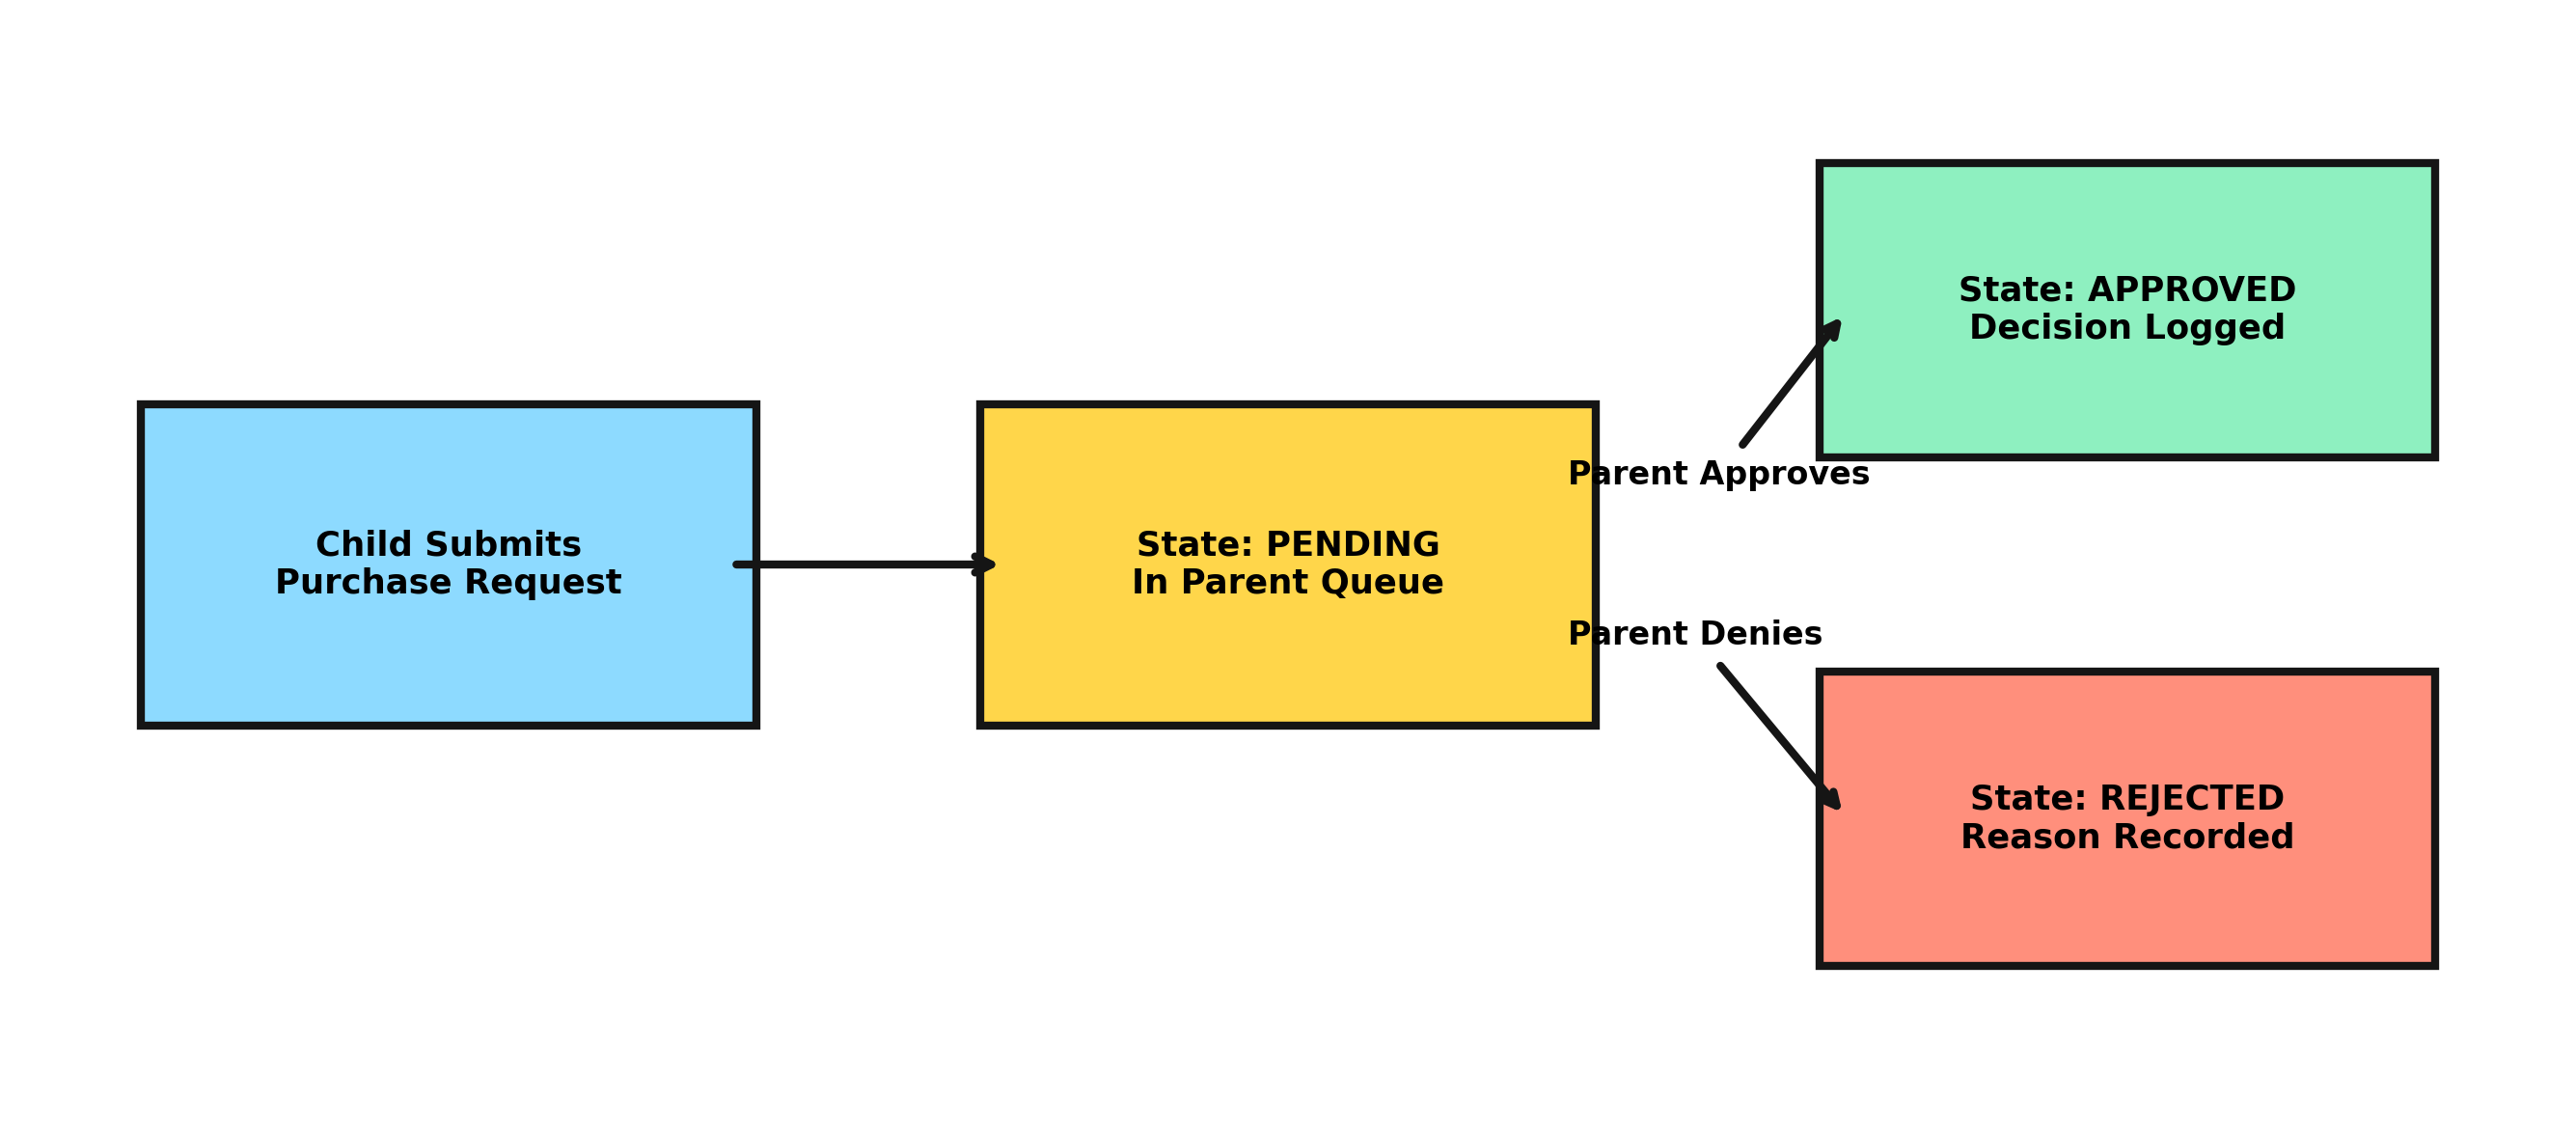 Child Submits
Purchase Request
State: PENDING
In Parent Queue
Parent Approves
Parent Denies
State: APPROVED
Decision Logged
State: REJECTED
Reason Recorded